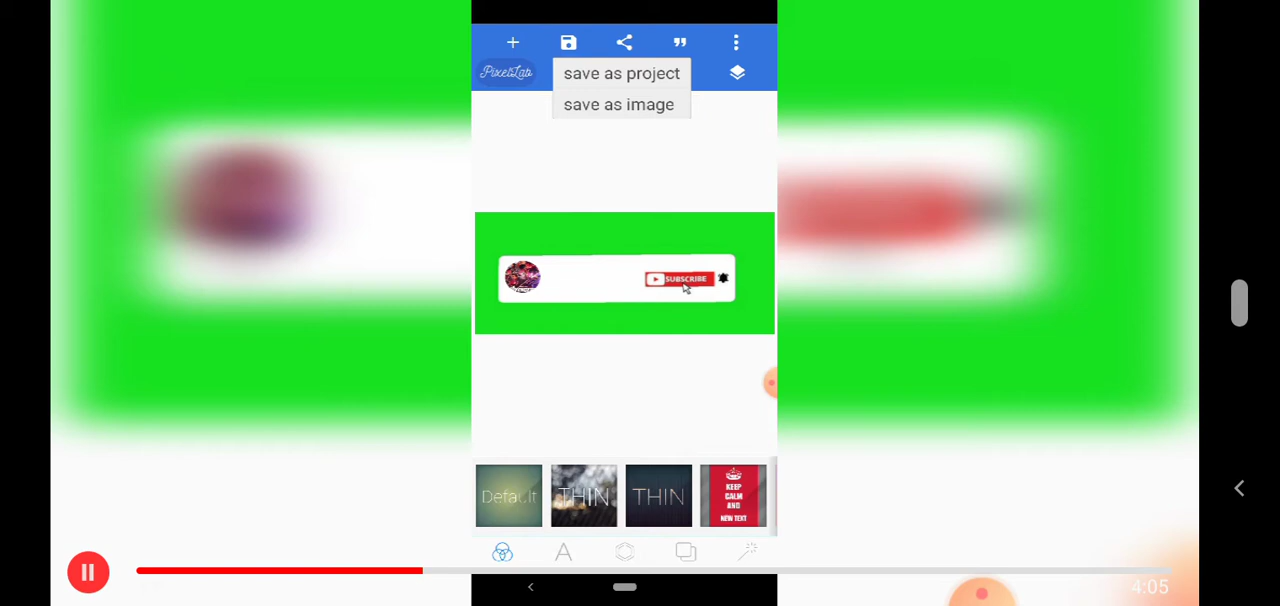 PixelLab
save as project
save as image
SUBSCRIBE
Default
THIN
THIN
KEEP
CALM
AND
NEW TEXT
A
4:05